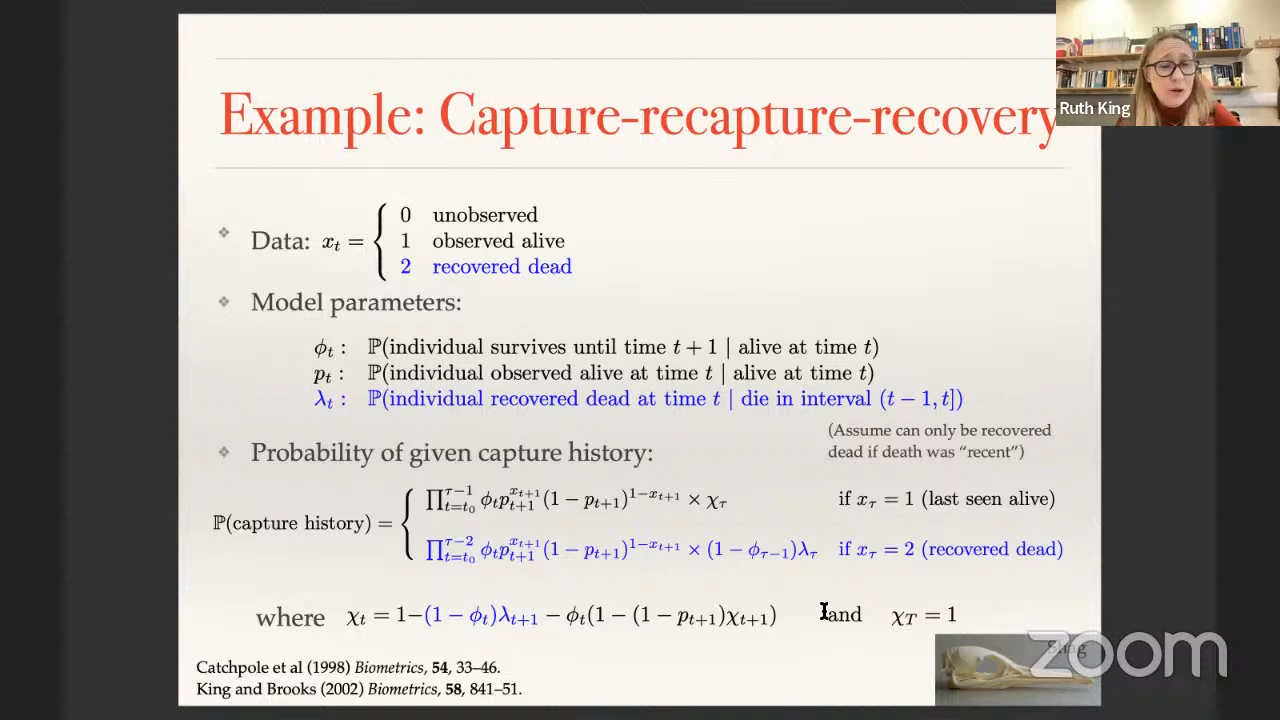 Example: Capture-recapture-recovery
Ruth King
0 unobserved
Data: x_t = { 1 observed alive
2 recovered dead
Model parameters:
ϕ_t : ℙ(individual survives until time t + 1 | alive at time t)
p_t : ℙ(individual observed alive at time t | alive at time t)
λ_t : ℙ(individual recovered dead at time t | die in interval (t − 1, t])
(Assume can only be recovered
dead if death was “recent”)
Probability of given capture history:
∏_{t=t_0}^{τ−1} ϕ_t p_{t+1}^{x_{t+1}} (1 − p_{t+1})^{1−x_{t+1}} × χ_τ if x_τ = 1 (last seen alive)
ℙ(capture history) = {
∏_{t=t_0}^{τ−2} ϕ_t p_{t+1}^{x_{t+1}} (1 − p_{t+1})^{1−x_{t+1}} × (1 − ϕ_{τ−1})λ_τ if x_τ = 2 (recovered dead)
where χ_t = 1−(1 − ϕ_t)λ_{t+1} − ϕ_t(1 − (1 − p_{t+1})χ_{t+1}) and χ_T = 1
Shag
zoom
Catchpole et al (1998) Biometrics, 54, 33–46.
King and Brooks (2002) Biometrics, 58, 841–51.